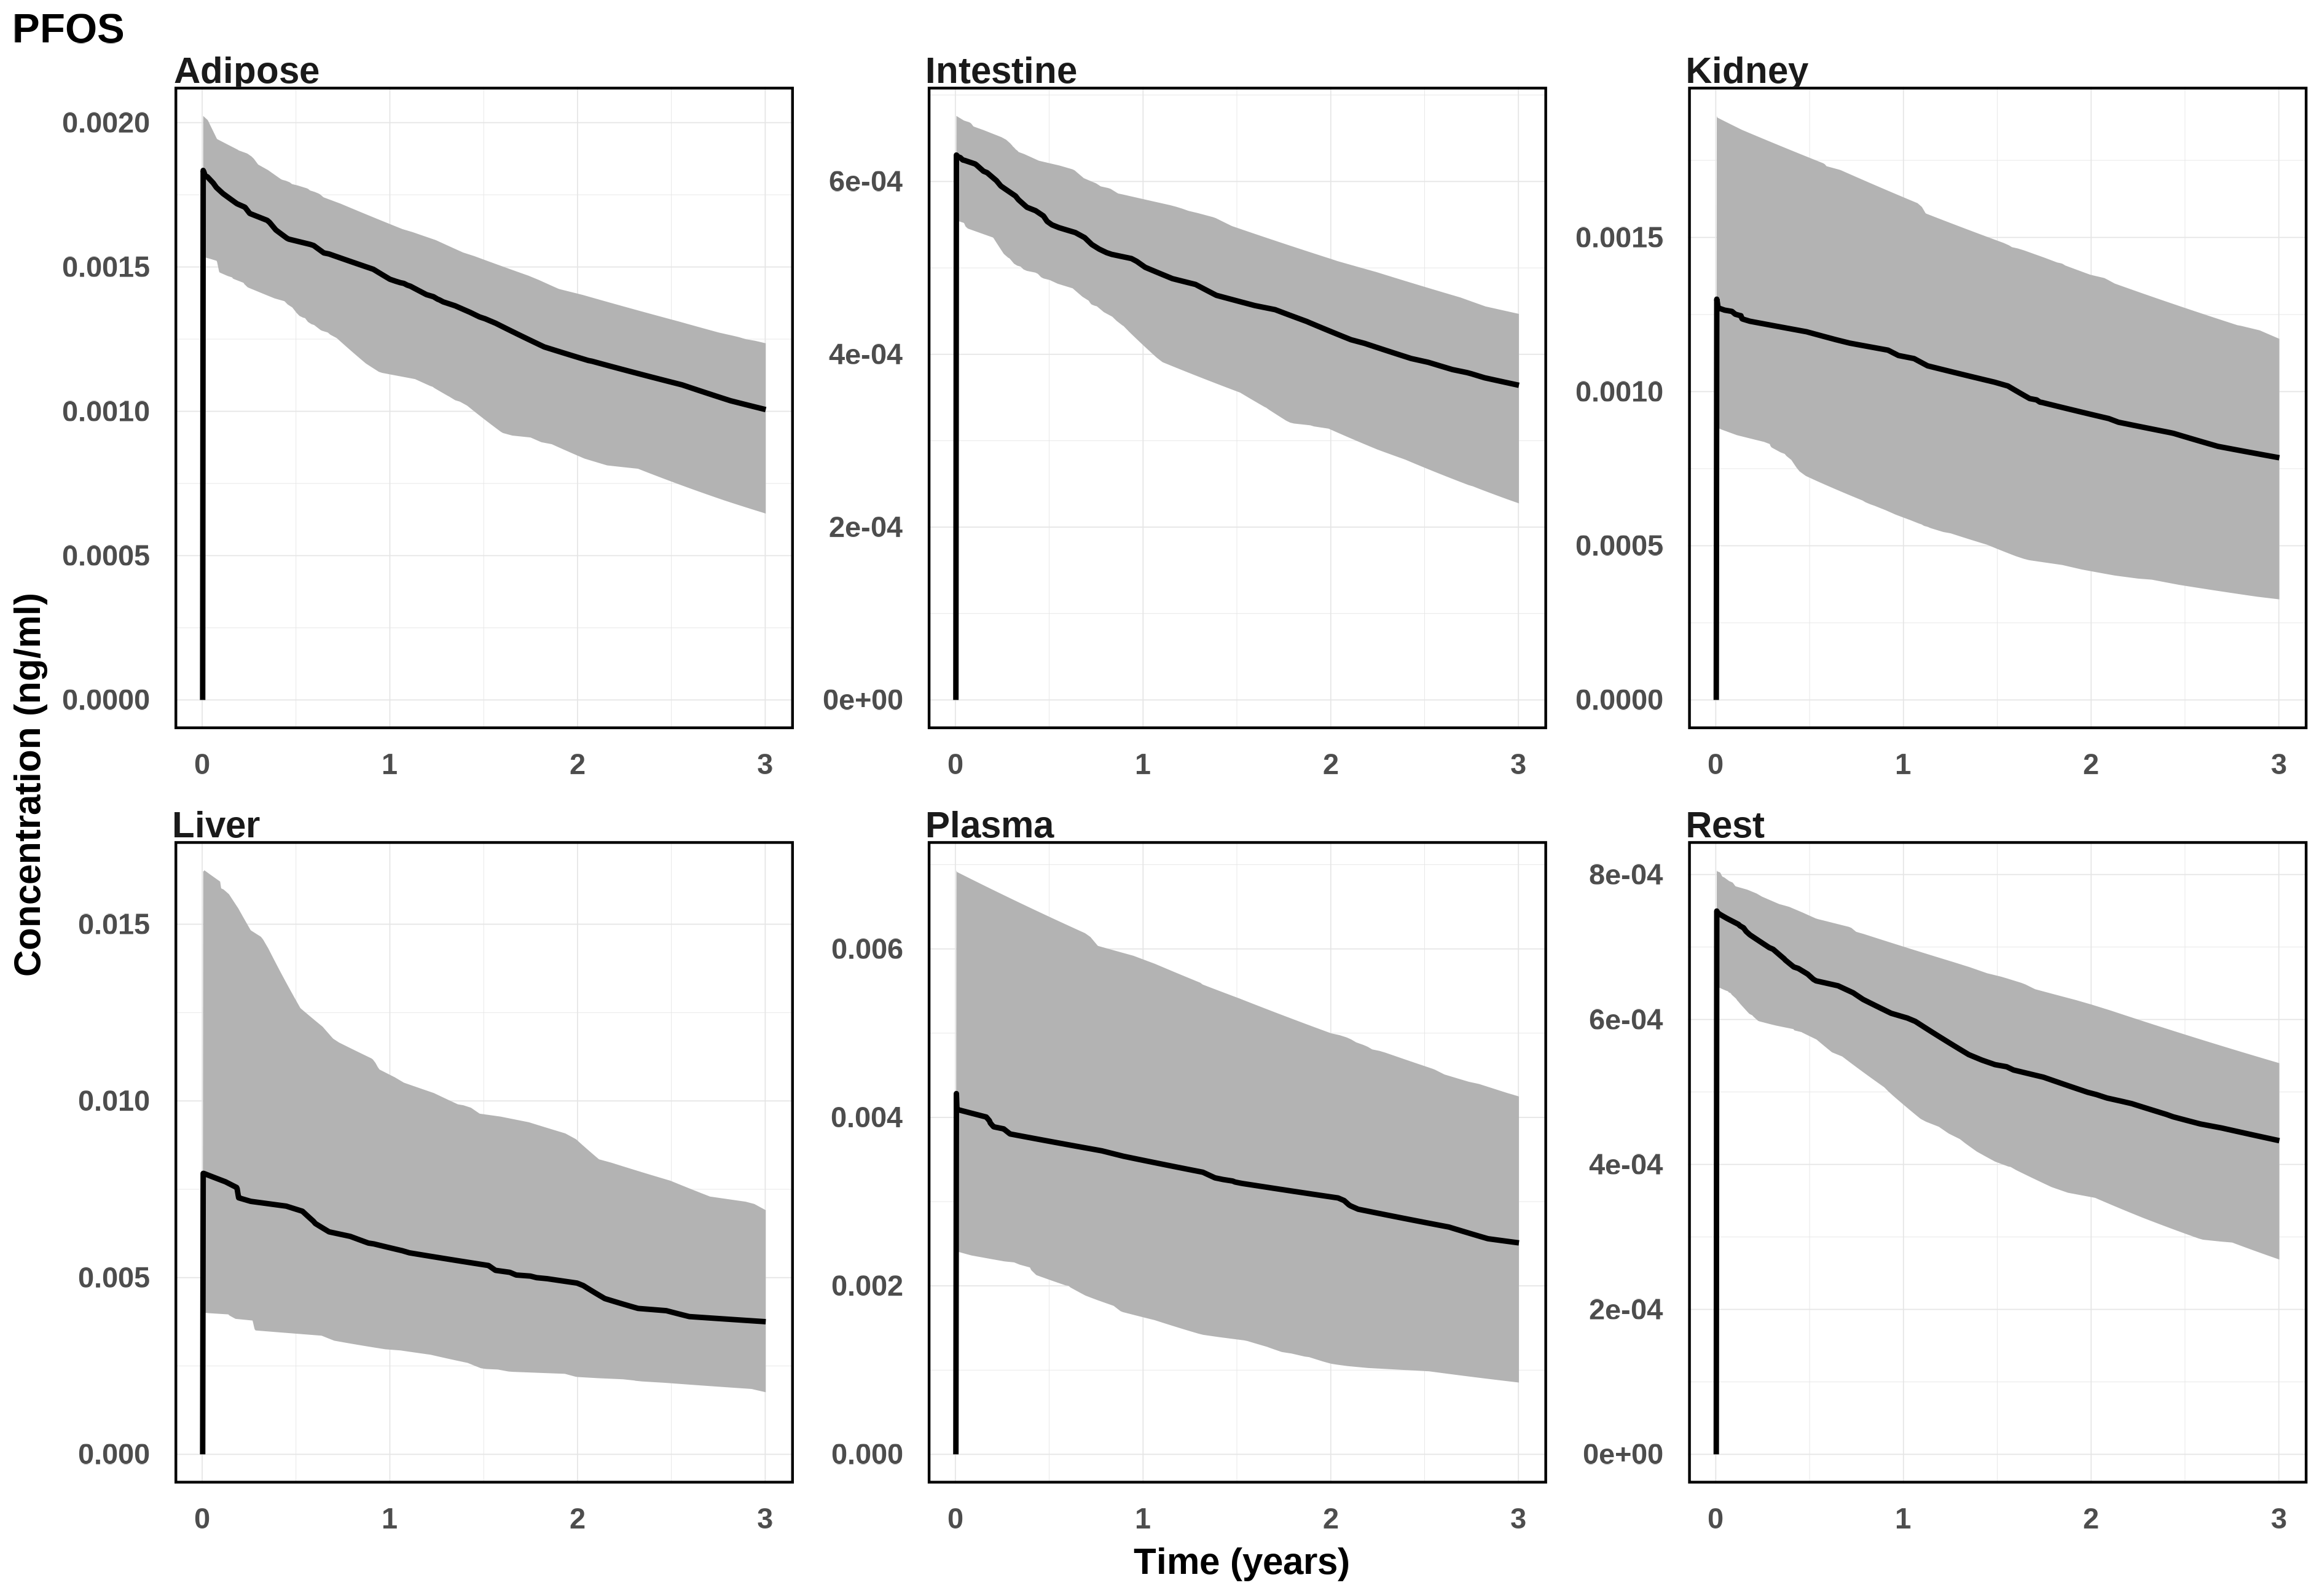 PFOS
Adipose
Intestine
Kidney
0.0020
0.0015
0.0010
0.0005
0.0000
6e-04
4e-04
2e-04
0e+00
0.0015
0.0010
0.0005
0.0000
0 1 2 3
0 1 2 3
0 1 2 3
Concentration (ng/ml)
Liver
Plasma
Rest
0.015
0.010
0.005
0.000
0.006
0.004
0.002
0.000
8e-04
6e-04
4e-04
2e-04
0e+00
0 1 2 3
0 1 2 3
0 1 2 3
Time (years)